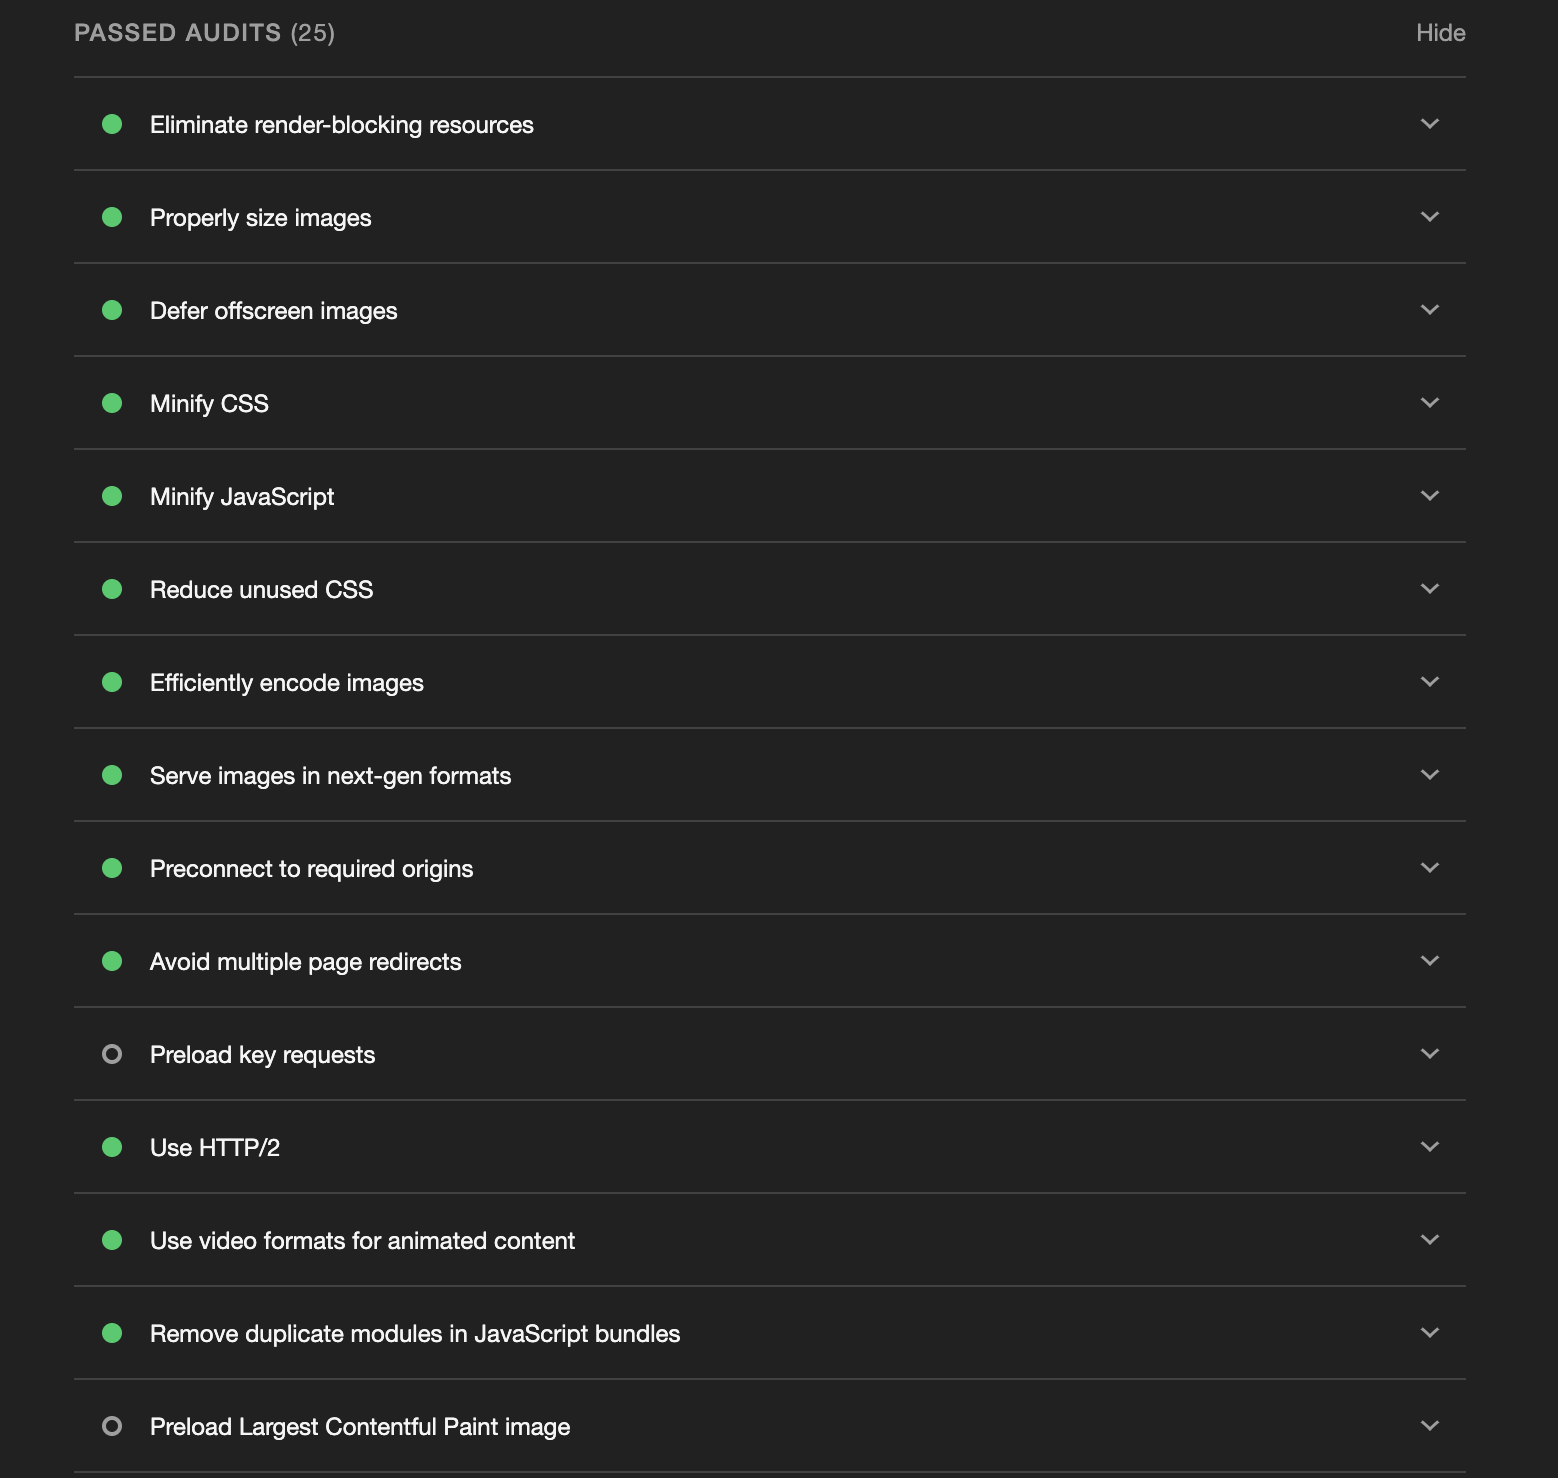 PASSED AUDITS (25)
Hide
Eliminate render-blocking resources
Properly size images
Defer offscreen images
Minify CSS
Minify JavaScript
Reduce unused CSS
Efficiently encode images
Serve images in next-gen formats
Preconnect to required origins
Avoid multiple page redirects
Preload key requests
Use HTTP/2
Use video formats for animated content
Remove duplicate modules in JavaScript bundles
Preload Largest Contentful Paint image